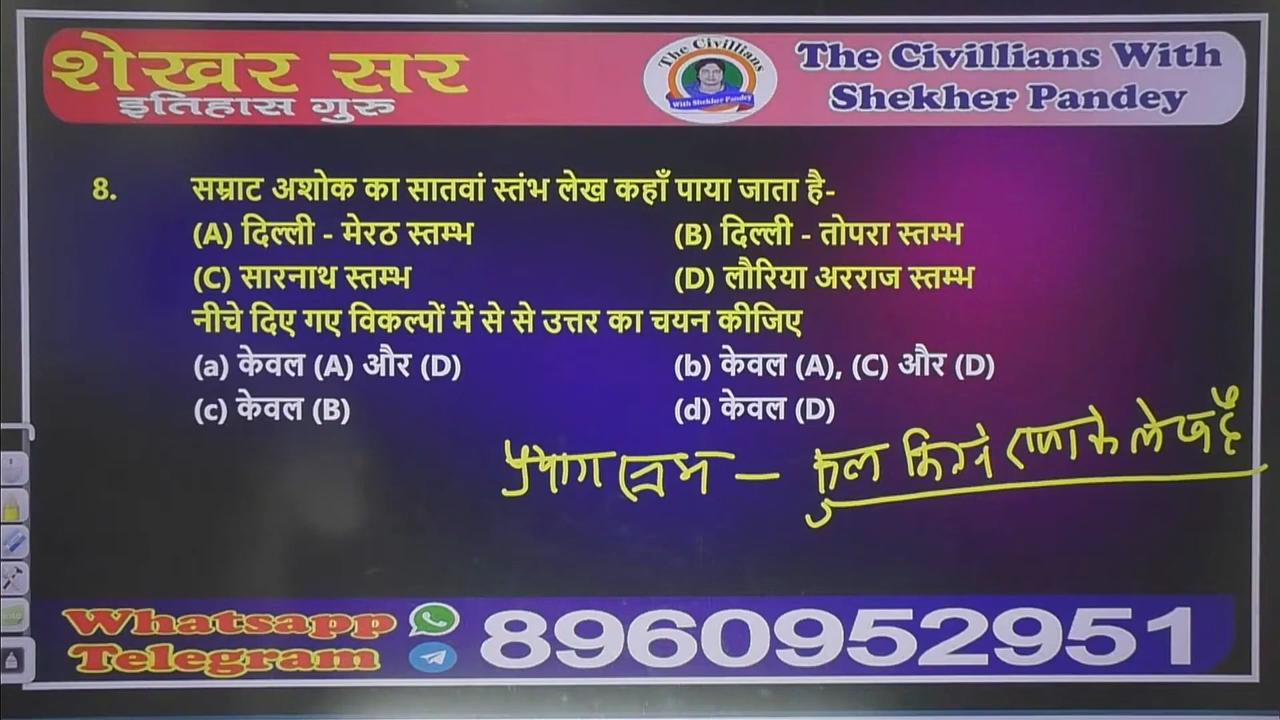 शेखर सर
इतिहास गुरु
The Civillians
With Shekher Pandey
The Civillians With
Shekher Pandey
8. सम्राट अशोक का सातवां स्तंभ लेख कहाँ पाया जाता है-
(A) दिल्ली - मेरठ स्तम्भ (B) दिल्ली - तोपरा स्तम्भ
(C) सारनाथ स्तम्भ (D) लौरिया अरराज स्तम्भ
नीचे दिए गए विकल्पों में से से उत्तर का चयन कीजिए
(a) केवल (A) और (D) (b) केवल (A), (C) और (D)
(c) केवल (B) (d) केवल (D)
प्रयाग स्तम्भ - कुल कितने राजा के लेख हैं
Whatsapp
Telegram
8960952951